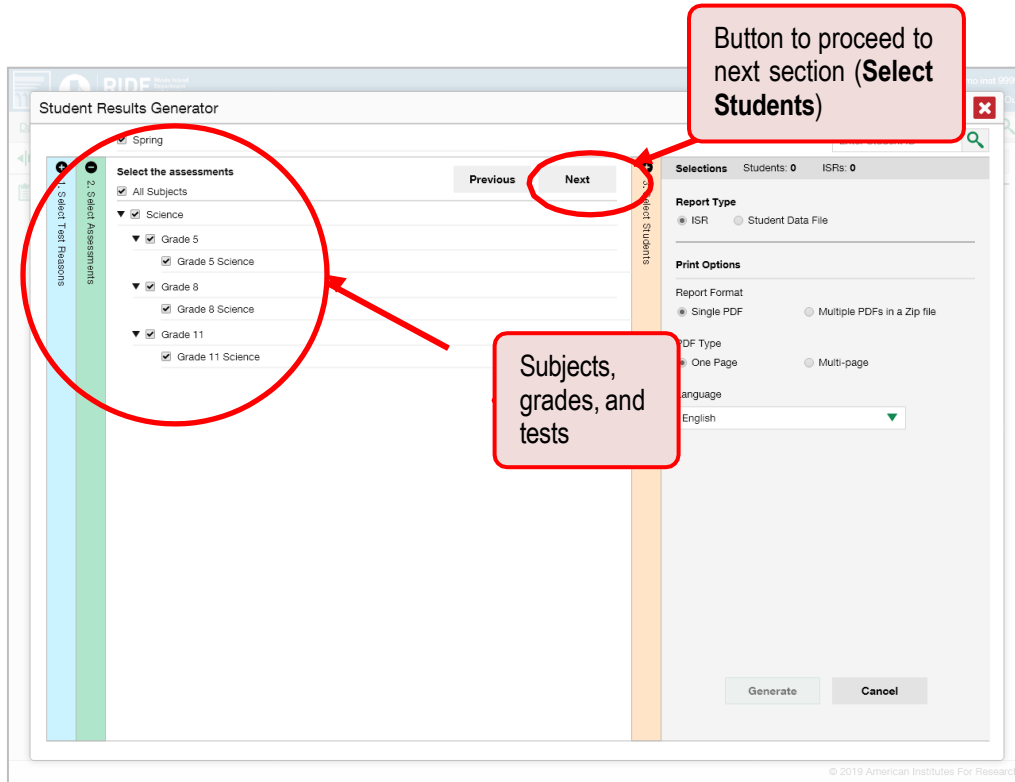 Button to proceed to
next section (Select
Students)
RIDE
Student Results Generator
Spring
1. Select Test Reasons
2. Select Assessments
Select the assessments
All Subjects
Previous
Next
Science
Grade 5
Grade 5 Science
Grade 8
Grade 8 Science
Grade 11
Grade 11 Science
Subjects,
grades, and
tests
3. Select Students
Selections Students: 0 ISRs: 0
Report Type
ISR Student Data File
Print Options
Report Format
Single PDF Multiple PDFs in a Zip file
PDF Type
One Page Multi-page
Language
English
Generate Cancel
© 2019 American Institutes For Research